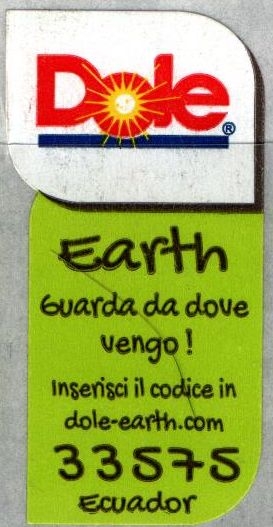 Dole®
Earth
Guarda da dove
vengo!
Inserisci il codice in
dole-earth.com
33575
Ecuador